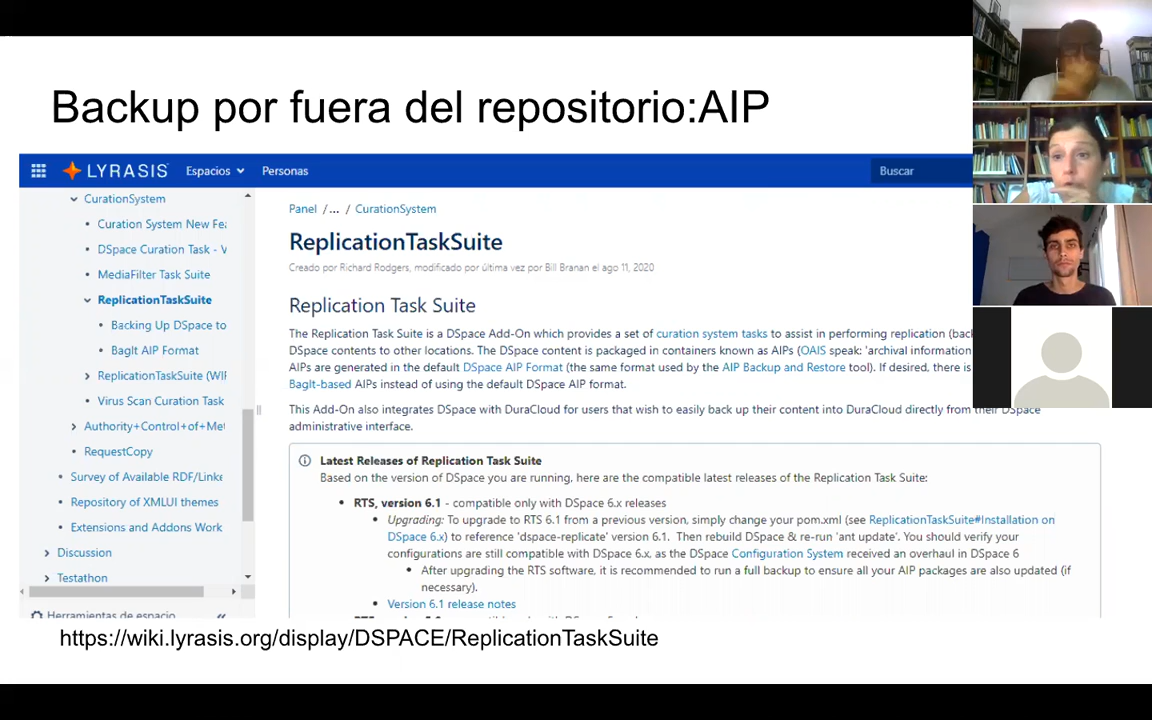 Backup por fuera del repositorio:AIP
LYRASIS Espacios Personas Buscar
CurationSystem
Curation System New Fea
DSpace Curation Task - V
MediaFilter Task Suite
ReplicationTaskSuite
Backing Up DSpace to
BagIt AIP Format
ReplicationTaskSuite (WIP
Virus Scan Curation Task
Authority+Control+of+Met
RequestCopy
Survey of Available RDF/Linke
Repository of XMLUI themes
Extensions and Addons Work
Discussion
Testathon
Herramientas de espacio
Panel /... / CurationSystem
ReplicationTaskSuite
Creado por Richard Rodgers, modificado por última vez por Bill Branan el ago 11, 2020
Replication Task Suite
The Replication Task Suite is a DSpace Add-On which provides a set of curation system tasks to assist in performing replication (bac
DSpace contents to other locations. The DSpace content is packaged in containers known as AIPs (OAIS speak: 'archival information
AIPs are generated in the default DSpace AIP Format (the same format used by the AIP Backup and Restore tool). If desired, there is
BagIt-based AIPs instead of using the default DSpace AIP format.
This Add-On also integrates DSpace with DuraCloud for users that wish to easily back up their content into DuraCloud directly from their DSpace
administrative interface.
Latest Releases of Replication Task Suite
Based on the version of DSpace you are running, here are the compatible latest releases of the Replication Task Suite:
RTS, version 6.1 - compatible only with DSpace 6.x releases
Upgrading: To upgrade to RTS 6.1 from a previous version, simply change your pom.xml (see ReplicationTaskSuite#Installation on
DSpace 6.x) to reference 'dspace-replicate' version 6.1. Then rebuild DSpace & re-run 'ant update'. You should verify your
configurations are still compatible with DSpace 6.x, as the DSpace Configuration System received an overhaul in DSpace 6
After upgrading the RTS software, it is recommended to run a full backup to ensure all your AIP packages are also updated (if
necessary).
Version 6.1 release notes
https://wiki.lyrasis.org/display/DSPACE/ReplicationTaskSuite